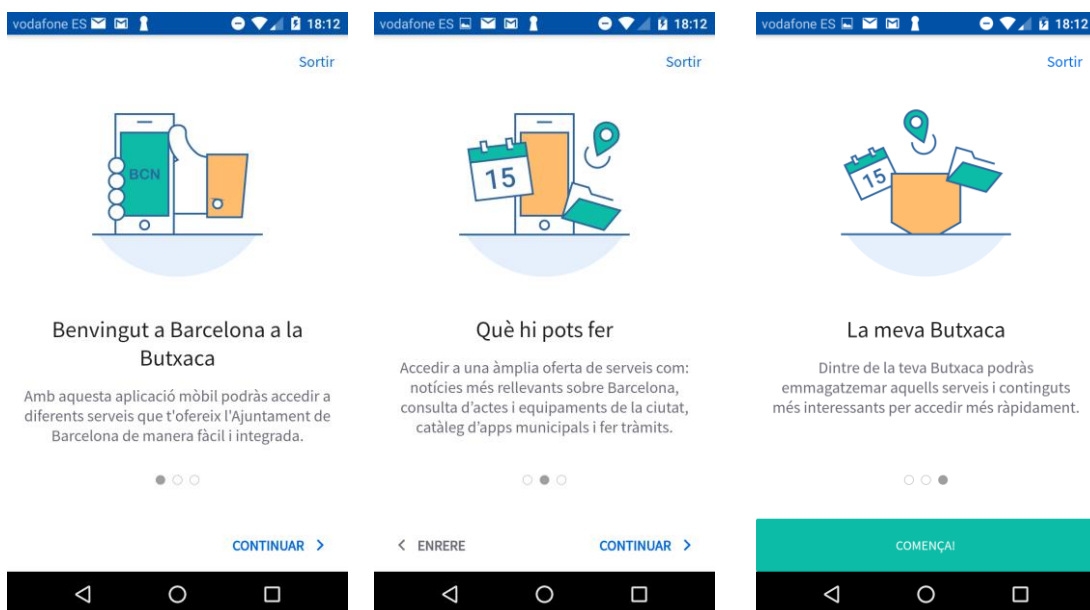 vodafone ES 18:12
Sortir
BCN
Benvingut a Barcelona a la
Butxaca
Amb aquesta aplicació mòbil podràs accedir a
diferents serveis que t'ofereix l'Ajuntament de
Barcelona de manera fàcil i integrada.
CONTINUAR
vodafone ES 18:12
Sortir
15
Què hi pots fer
Accedir a una àmplia oferta de serveis com:
notícies més rellevants sobre Barcelona,
consulta d'actes i equipaments de la ciutat,
catàleg d'apps municipals i fer tràmits.
ENRERE CONTINUAR
vodafone ES 18:12
Sortir
15
La meva Butxaca
Dintre de la teva Butxaca podràs
emmagatzemar aquells serveis i continguts
més interessants per accedir més ràpidament.
COMENÇA!